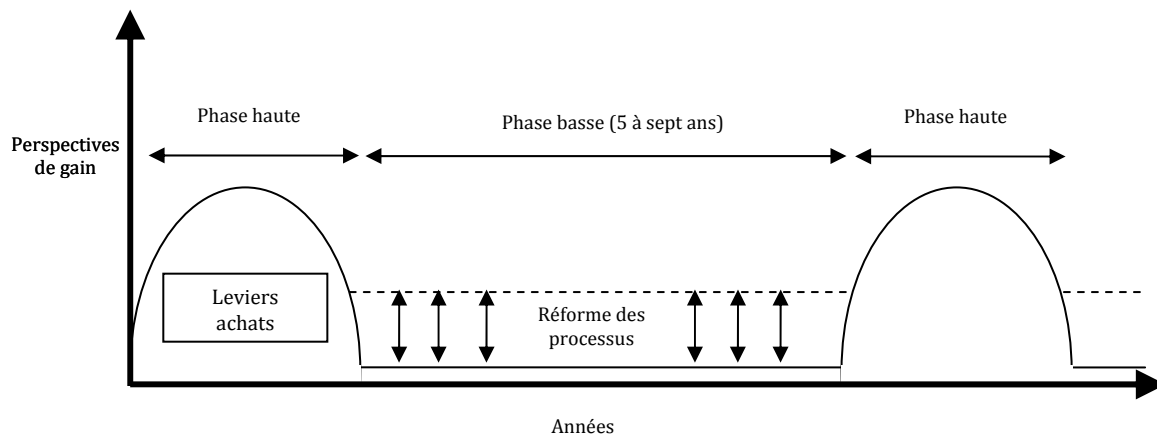 Phase haute
Phase basse (5 à sept ans)
Phase haute
Perspectives
de gain
Leviers
achats
Réforme des
processus
Années